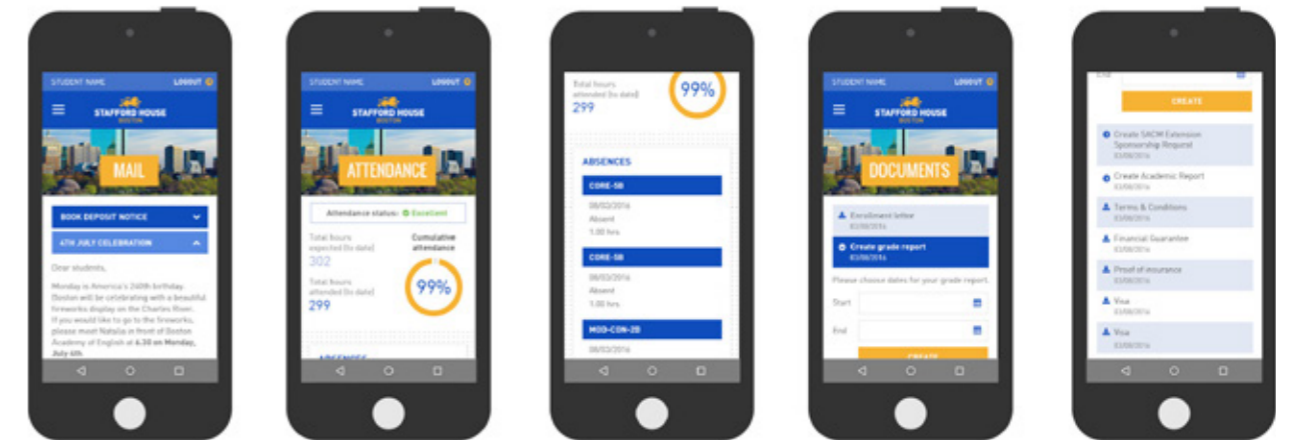 STUDENT NAME
LOGOUT
STAFFORD HOUSE
BOSTON
MAIL
BOOK DEPOSIT NOTICE
4TH JULY CELEBRATION
Dear students,
Monday is America's 240th birthday.
Boston will be celebrating with a beautiful
fireworks display on the Charles River.
If you would like to go to the fireworks,
please meet Natalia in front of Boston
Academy of English at 6.30 on Monday,
July 4th
STUDENT NAME
LOGOUT
STAFFORD HOUSE
BOSTON
ATTENDANCE
Attendance status: Excellent
Total hours
expected (to date)
302
Total hours
attended (to date)
299
Cumulative
attendance
99%
ABSENCES
Total hours
attended (to date)
299
99%
ABSENCES
CORE-5B
08/03/2016
Absent
1.00 hrs.
CORE-5B
08/03/2016
Absent
1.00 hrs.
MOD-CON-2D
08/03/2016
STUDENT NAME
LOGOUT
STAFFORD HOUSE
BOSTON
DOCUMENTS
Enrollment letter
03/08/2016
Create grade report
03/08/2016
Please choose dates for your grade report.
Start
End
CREATE
End
CREATE
Create SACM Extension
Sponsorship Request
03/08/2016
Create Academic Report
03/08/2016
Terms & Conditions
03/08/2016
Financial Guarantee
03/08/2016
Proof of insurance
03/08/2016
Visa
03/08/2016
Visa
03/08/2016